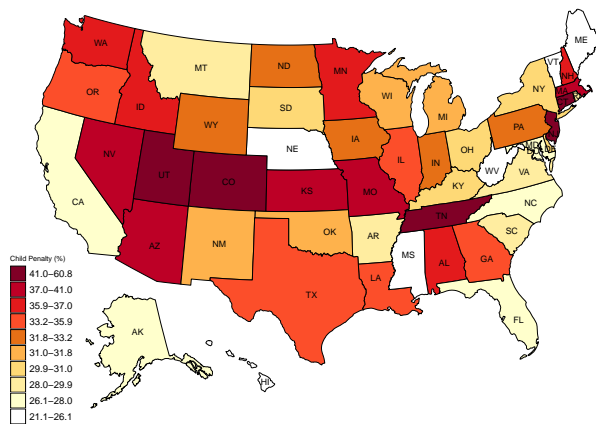 ME
WA
VT
MT
ND
MN
NH
OR
ID
WI
NY
MA
SD
MI
CT
WY
IA
PA
NE
OH
NV
UT
CO
IL
IN
MD
DE
WV
KS
MO
KY
VA
CA
TN
NC
AZ
NM
OK
AR
SC
MS
AL
GA
TX
LA
FL
AK
HI
Child Penalty (%)
41.0–60.8
37.0–41.0
35.9–37.0
33.2–35.9
31.8–33.2
31.0–31.8
29.9–31.0
28.0–29.9
26.1–28.0
21.1–26.1